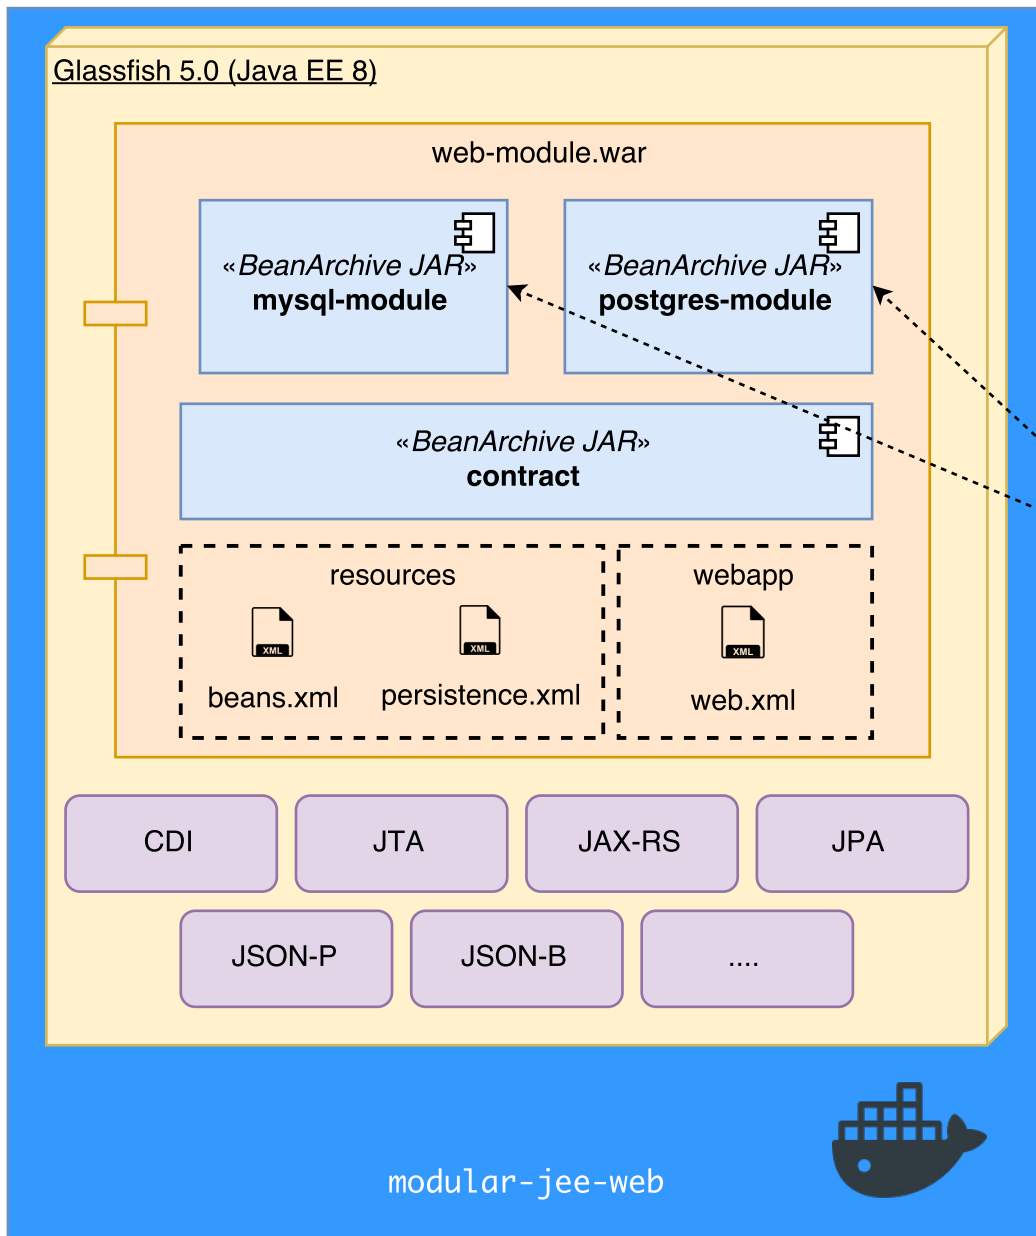 Glassfish 5.0 (Java EE 8)
web-module.war
«BeanArchive JAR»
mysql-module
«BeanArchive JAR»
postgres-module
«BeanArchive JAR»
contract
resources
XML
beans.xml
XML
persistence.xml
webapp
XML
web.xml
CDI
JTA
JAX-RS
JPA
JSON-P
JSON-B
....
modular-jee-web